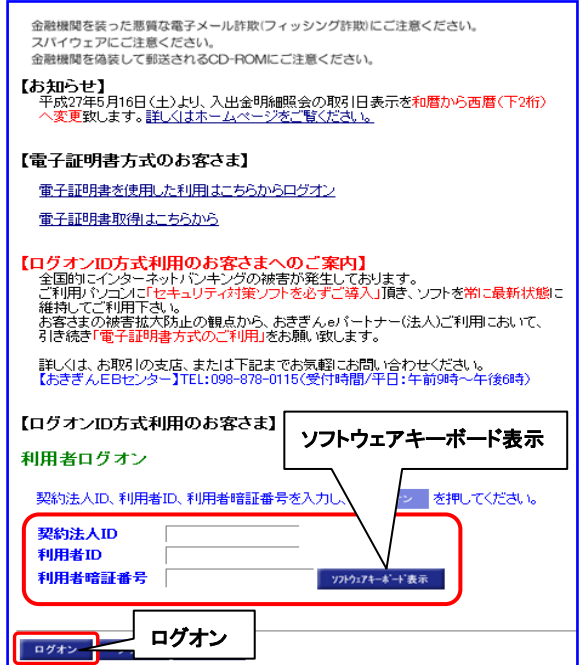 金融機関を装った悪質な電子メール詐欺(フィッシング詐欺)にご注意ください。
スパイウェアにご注意ください。
金融機関を偽装して郵送されるCD-ROMにご注意ください。
【お知らせ】
平成27年5月16日(土)より、入出金明細照会の取引日表示を和暦から西暦(下2桁)
へ変更致します。詳しくはホームページをご覧ください。
【電子証明書方式のお客さま】
電子証明書を使用した利用はこちらからログオン
電子証明書取得はこちらから
【ログオンID方式利用のお客さまへのご案内】
全国的にインターネットバンキングの被害が発生しております。
ご利用パソコンに「セキュリティ対策ソフトを必ずご導入」頂き、ソフトを常に最新状態に
維持してご利用下さい。
お客さまの被害拡大防止の観点から、おきぎんeパートナー(法人)ご利用において、
引き続き「電子証明書方式のご利用」をお願い致します。
詳しくは、お取引の支店、または下記までお気軽にお問い合わせください。
【おきぎんEBセンター】TEL:098-878-0115(受付時間/平日:午前9時～午後6時)
【ログオンID方式利用のお客さま】
ソフトウェアキーボード表示
利用者ログオン
契約法人ID、利用者ID、利用者暗証番号を入力し、 ン を押してください。
契約法人ID
利用者ID
利用者暗証番号
ソフトウェアキーボード表示
ログオン
ログオン